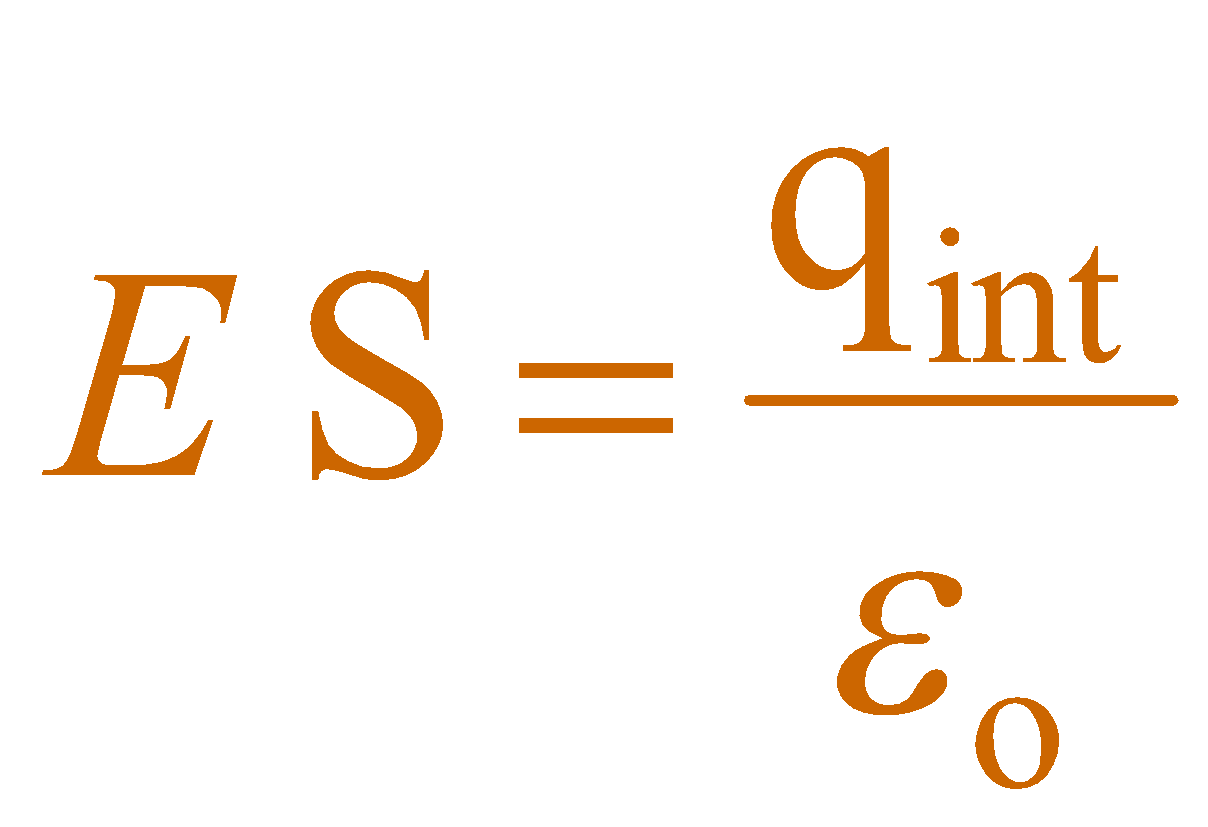 E S = q_int / ε_o